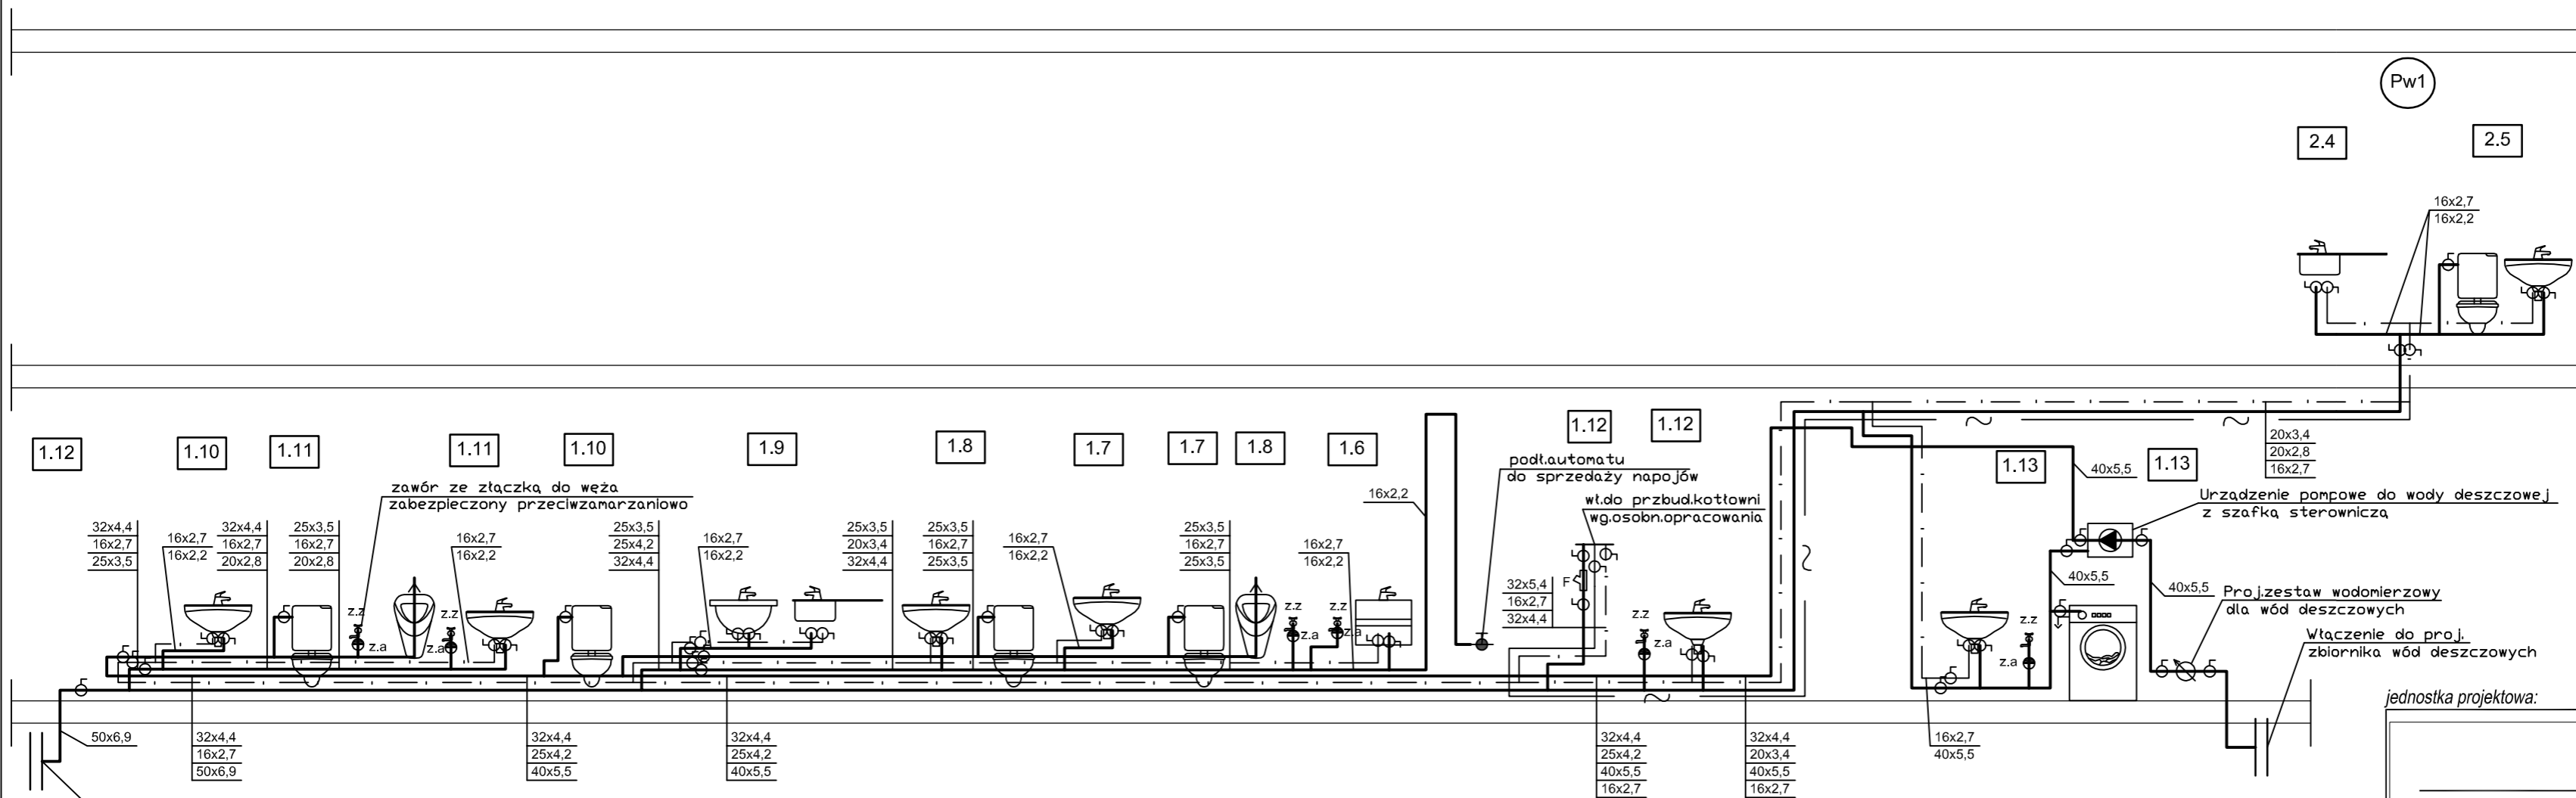 Pw1
2.4
2.5
16x2,7
16x2,2
1.12
1.10
1.11
1.11
1.10
1.9
1.8
1.7
1.7
1.8
1.6
1.12
1.12
1.13
1.13
20x3,4
20x2,8
16x2,7
40x5,5
zawór ze złączką do węża
zabezpieczony przeciwzamarzaniowo
podł.automatu
do sprzedaży napojów
wł.do przbud.kotłowni
wg.osobn.opracowania
Urządzenie pompowe do wody deszczowej
z szafką sterowniczą
16x2,2
32x4,4
16x2,7
25x3,5
16x2,7
16x2,2
32x4,4
16x2,7
20x2,8
25x3,5
16x2,7
20x2,8
16x2,7
16x2,2
25x3,5
25x4,2
32x4,4
16x2,7
16x2,2
25x3,5
20x3,4
32x4,4
25x3,5
16x2,7
25x3,5
16x2,7
16x2,2
25x3,5
16x2,7
25x3,5
16x2,7
16x2,2
32x5,4
16x2,7
32x4,4
F
40x5,5
40x5,5
Proj.zestaw wodomierzowy
dla wód deszczowych
Włączenie do proj.
zbiornika wód deszczowych
z.z
z.a
z.z
z.a
z.z
z.a
z.z
z.a
z.z
z.a
z.z
z.a
jednostka projektowa:
50x6,9
32x4,4
16x2,7
50x6,9
32x4,4
25x4,2
40x5,5
32x4,4
25x4,2
40x5,5
32x4,4
25x4,2
40x5,5
16x2,7
32x4,4
20x3,4
40x5,5
16x2,7
16x2,7
40x5,5